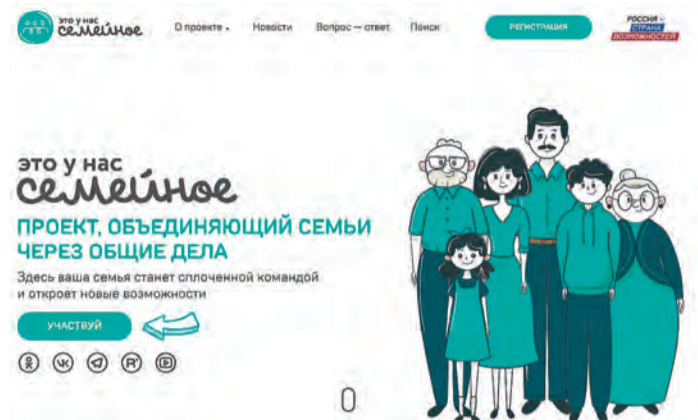 это у нас
семейное
О проекте
Новости
Вопрос — ответ
Поиск
РЕГИСТРАЦИЯ
РОССИЯ –
СТРАНА
ВОЗМОЖНОСТЕЙ
это у нас
семейное
ПРОЕКТ, ОБЪЕДИНЯЮЩИЙ СЕМЬИ
ЧЕРЕЗ ОБЩИЕ ДЕЛА
Здесь ваша семья станет сплоченной командой
и откроет новые возможности
УЧАСТВУЙ